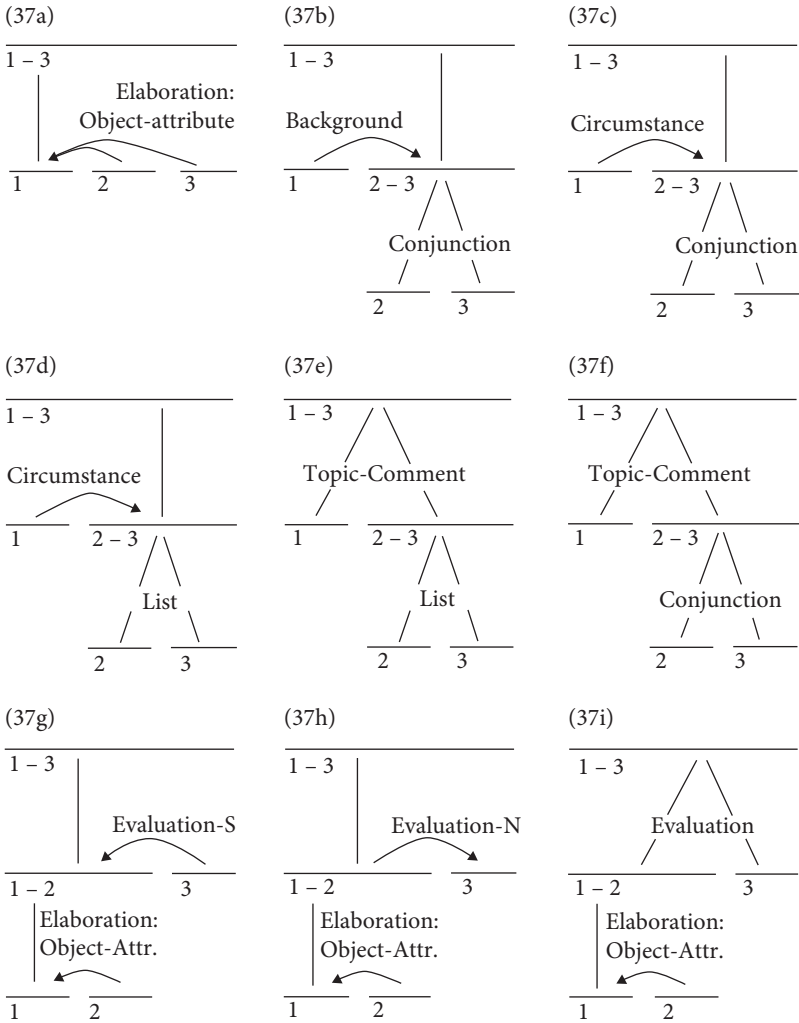 (37a)
1 – 3
Elaboration:
Object-attribute
1 2 3
(37b)
1 – 3
Background
1 2 – 3
Conjunction
2 3
(37c)
1 – 3
Circumstance
1 2 – 3
Conjunction
2 3
(37d)
1 – 3
Circumstance
1 2 – 3
List
2 3
(37e)
1 – 3
Topic-Comment
1 2 – 3
List
2 3
(37f)
1 – 3
Topic-Comment
1 2 – 3
Conjunction
2 3
(37g)
1 – 3
Evaluation-S
1 – 2 3
Elaboration:
Object-Attr.
1 2
(37h)
1 – 3
Evaluation-N
1 – 2 3
Elaboration:
Object-Attr.
1 2
(37i)
1 – 3
Evaluation
1 – 2 3
Elaboration:
Object-Attr.
1 2